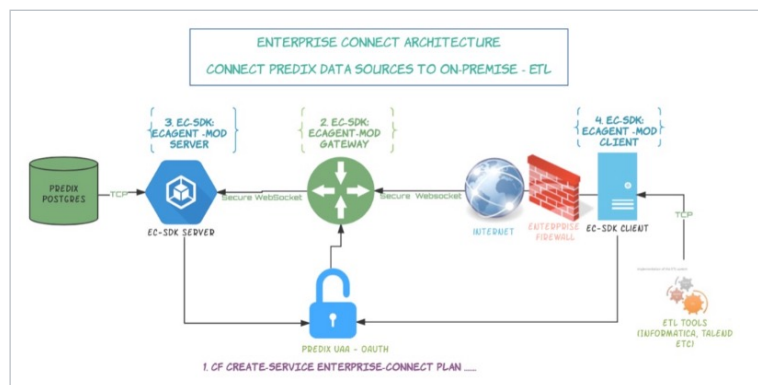 ENTERPRISE CONNECT ARCHITECTURE
CONNECT PREDIX DATA SOURCES TO ON-PREMISE - ETL
3. EC-SDK:
ECAGENT -MOD
SERVER
2. EC-SDK:
ECAGENT -MOD
GATEWAY
4. EC-SDK:
ECAGENT -MOD
CLIENT
PREDIX
POSTGRES
TCP
Secure WebSocket
Secure Websocket
TCP
EC-SDK SERVER
INTERNET
ENTERPRISE
FIREWALL
EC-SDK CLIENT
ETL TOOLS
(INFORMATICA, TALEND
ETC)
PREDIX UAA - OAUTH
1. CF CREATE-SERVICE ENTERPRISE-CONNECT PLAN ......